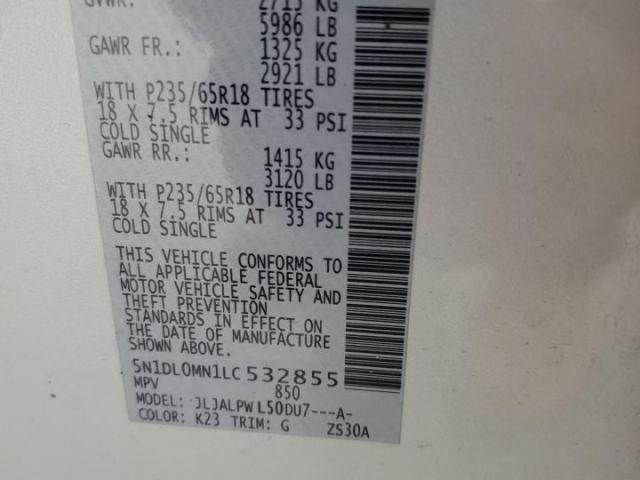 GVWR: 2715 KG
5986 LB
GAWR FR.: 1325 KG
2921 LB
WITH P235/65R18 TIRES
18 X 7.5 RIMS AT 33 PSI
COLD SINGLE
GAWR RR.: 1415 KG
3120 LB
WITH P235/65R18 TIRES
18 X 7.5 RIMS AT 33 PSI
COLD SINGLE
THIS VEHICLE CONFORMS TO
ALL APPLICABLE FEDERAL
MOTOR VEHICLE SAFETY AND
THEFT PREVENTION
STANDARDS IN EFFECT ON
THE DATE OF MANUFACTURE
SHOWN ABOVE.
5N1DL0MN1LC532855
MPV 850
MODEL: JLJALPWL50DU7---A-
COLOR: K23 TRIM: G ZS30A